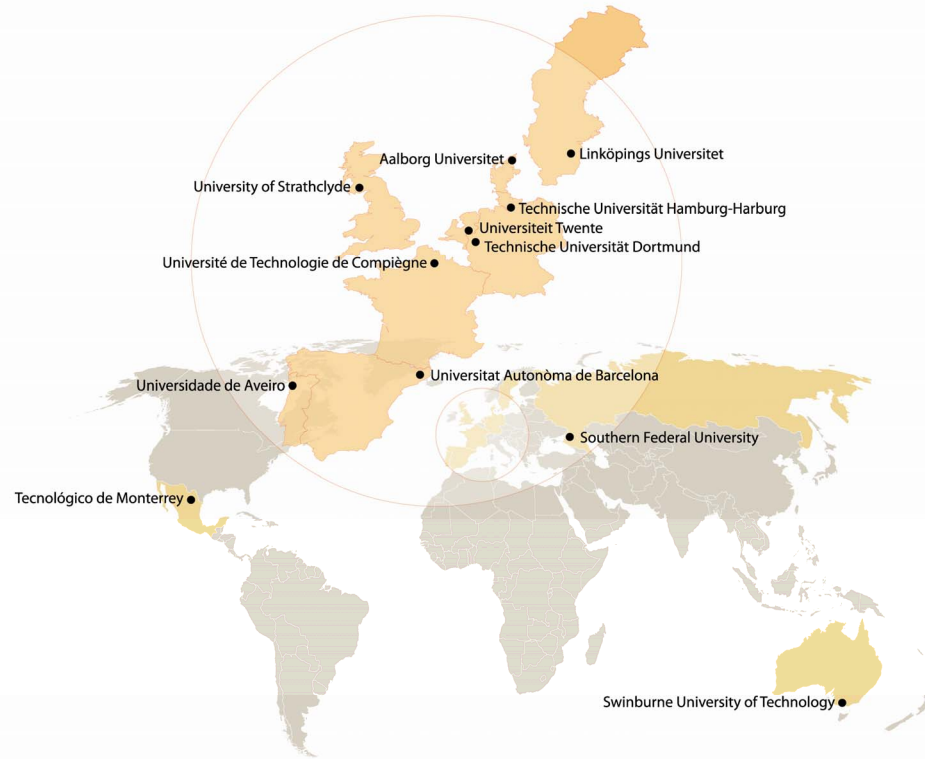 Linköpings Universitet
Aalborg Universitet
University of Strathclyde
Technische Universität Hamburg-Harburg
Universiteit Twente
Technische Universität Dortmund
Université de Technologie de Compiègne
Universitat Autonòma de Barcelona
Universidade de Aveiro
Southern Federal University
Tecnológico de Monterrey
Swinburne University of Technology